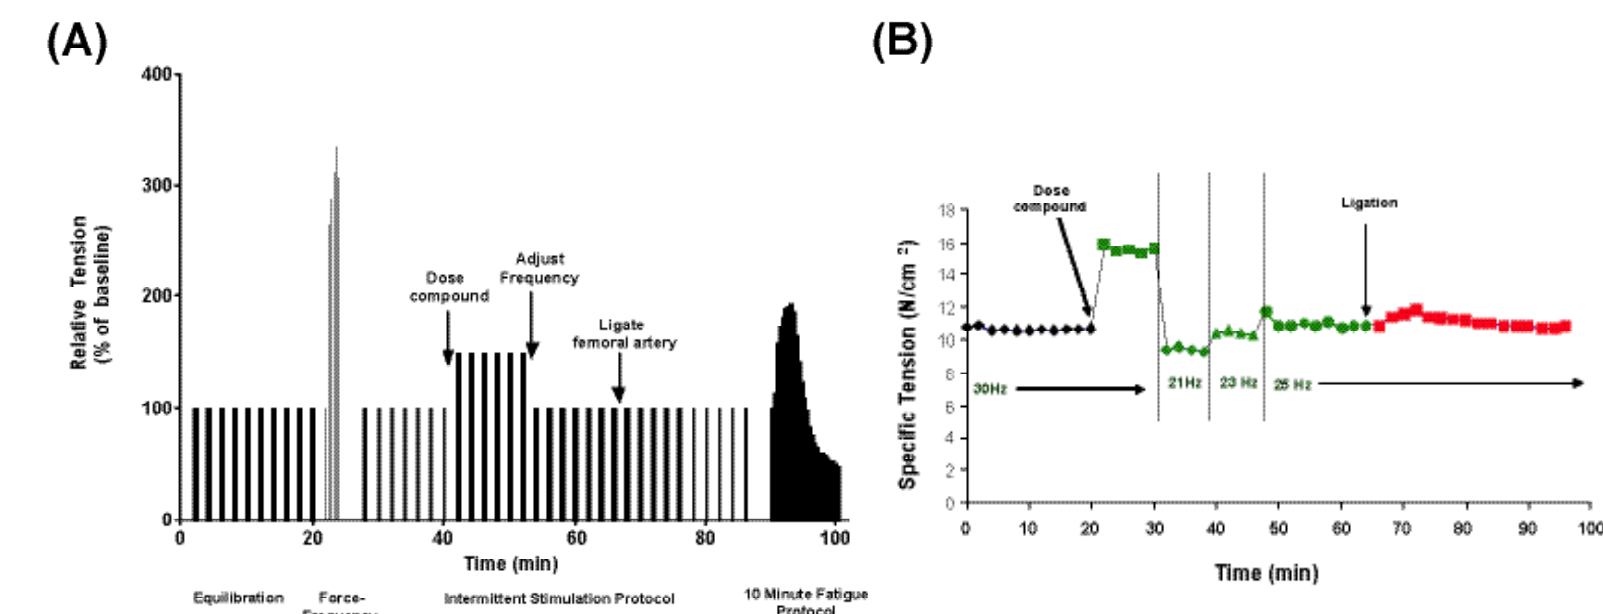 (A)
400
300
200
100
0
Relative Tension
(% of baseline)
Dose
compound
Adjust
Frequency
Ligate
femoral artery
0 20 40 60 80 100
Time (min)
Equilibration
Force-
Frequency
Intermittent Stimulation Protocol
10 Minute Fatigue
Protocol
(B)
18
16
14
12
10
8
6
4
2
0
Specific Tension (N/cm ²)
Dose
compound
Ligation
30Hz
21Hz
23 Hz
25 Hz
0 10 20 30 40 50 60 70 80 90 100
Time (min)